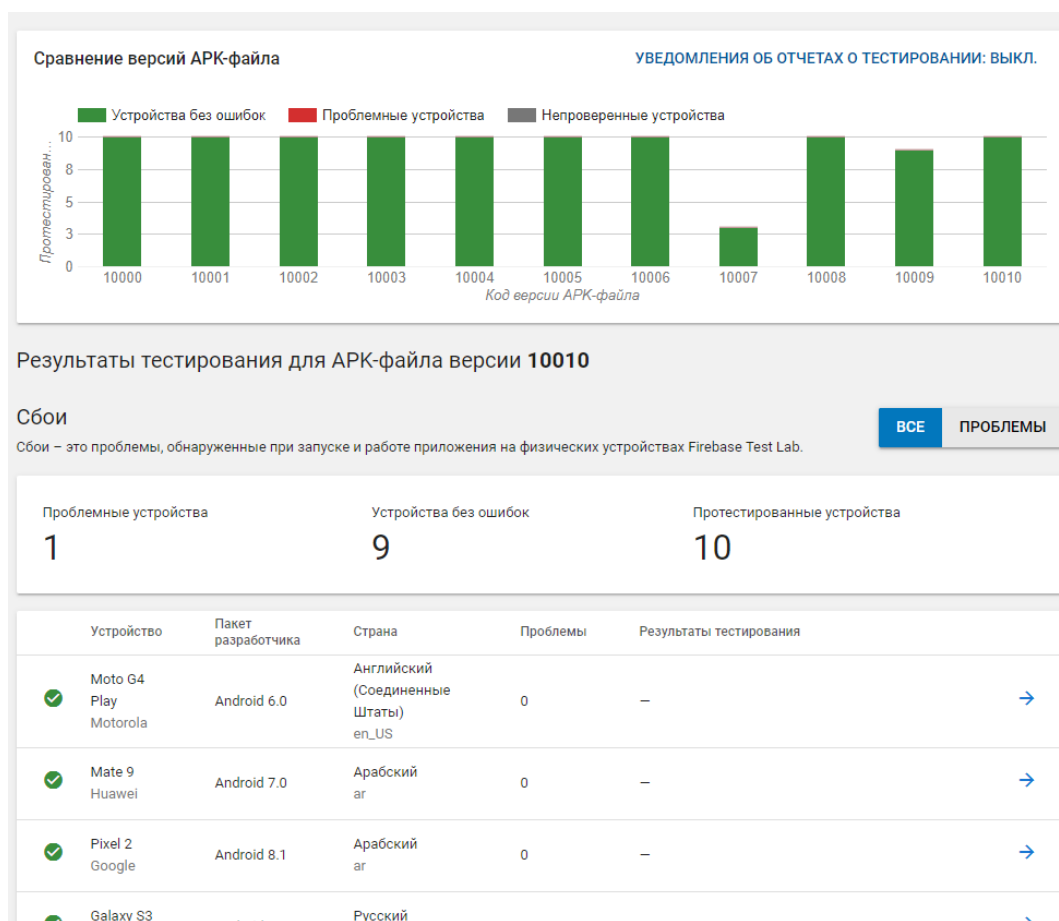 Сравнение версий APK-файла
УВЕДОМЛЕНИЯ ОБ ОТЧЕТАХ О ТЕСТИРОВАНИИ: ВЫКЛ.
Устройства без ошибок Проблемные устройства Непроверенные устройства
Протестирован...
10
8
5
3
0
10000 10001 10002 10003 10004 10005 10006 10007 10008 10009 10010
Код версии APK-файла
Результаты тестирования для APK-файла версии 10010
Сбои
Сбои – это проблемы, обнаруженные при запуске и работе приложения на физических устройствах Firebase Test Lab.
ВСЕ ПРОБЛЕМЫ
Проблемные устройства Устройства без ошибок Протестированные устройства
1 9 10
Устройство Пакет разработчика Страна Проблемы Результаты тестирования
Moto G4
Play
Motorola
Android 6.0
Английский
(Соединенные
Штаты)
en_US
0 –
Mate 9
Huawei
Android 7.0
Арабский
ar
0 –
Pixel 2
Google
Android 8.1
Арабский
ar
0 –
Galaxy S3
Русский